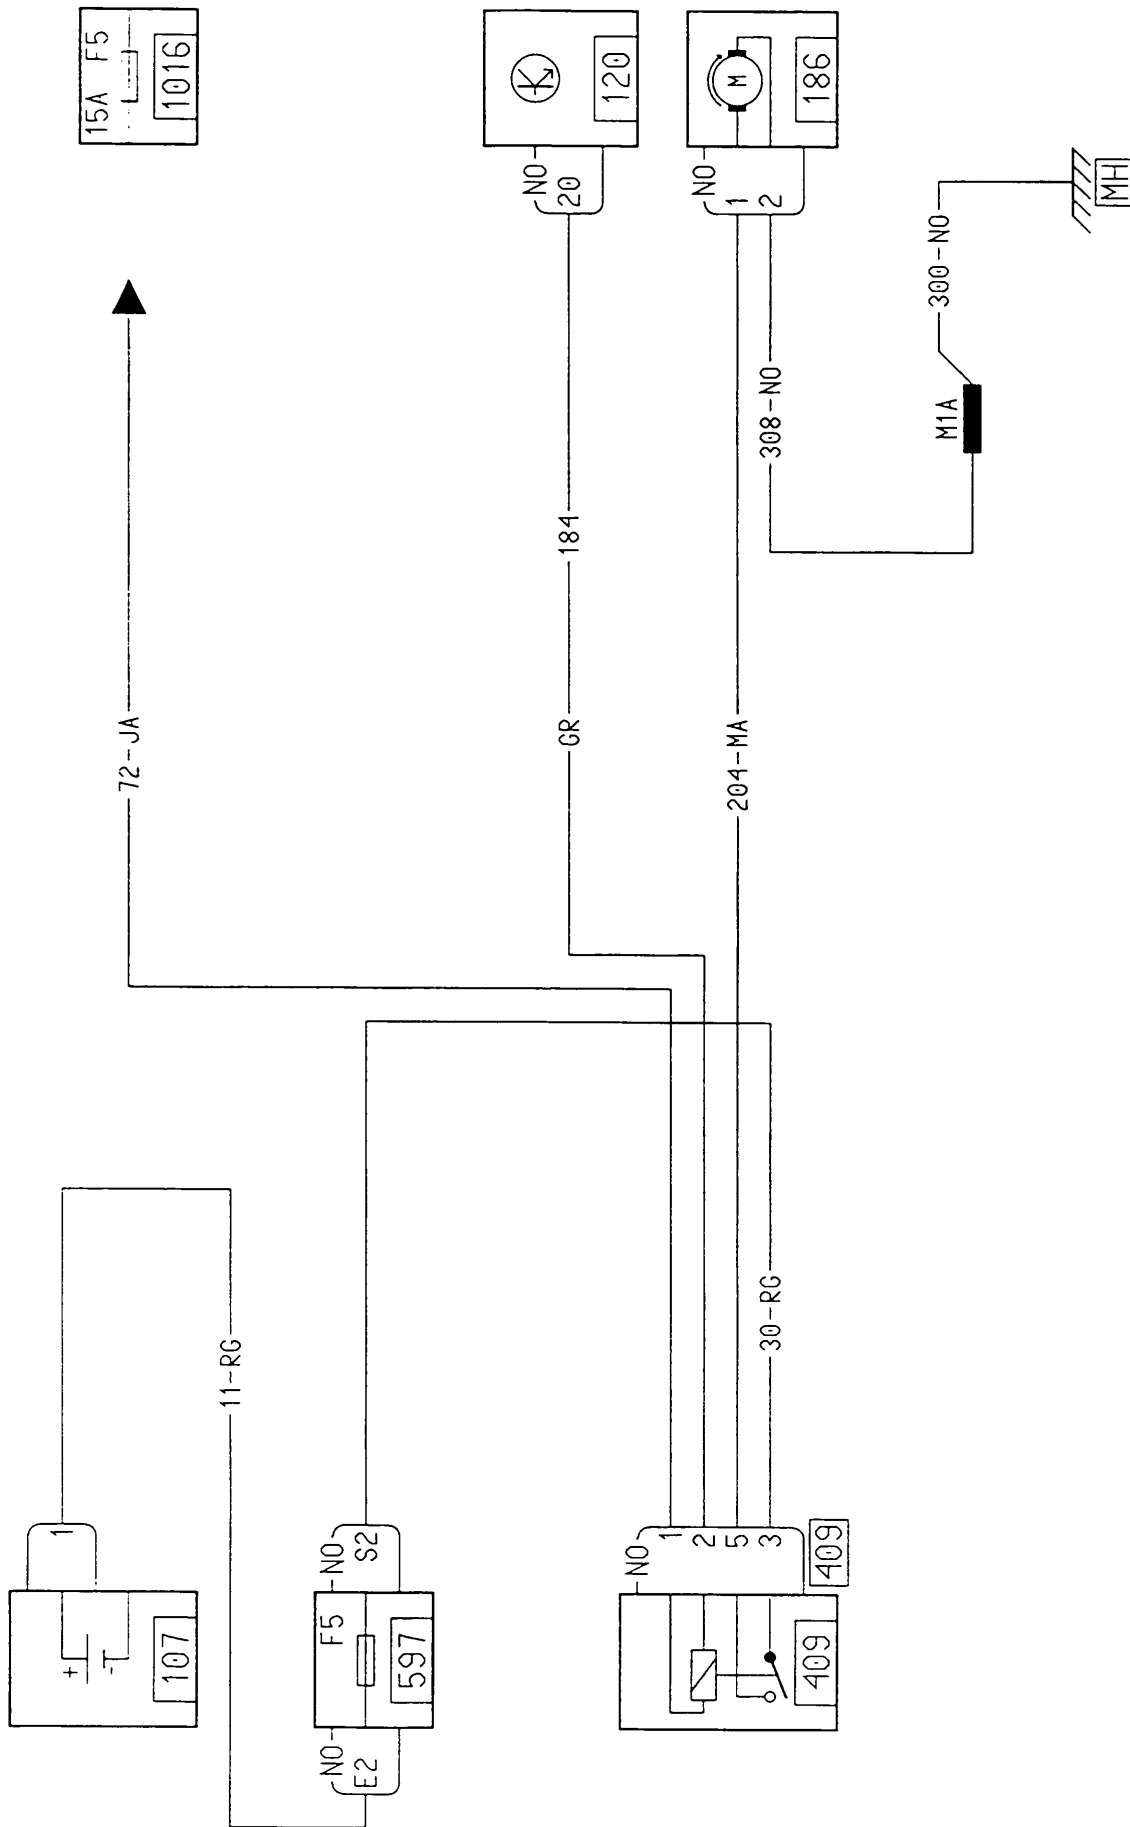 107
+
-
1
11-RG
597
F5
NO
E2
NO
S2
409
409
NO
1
2
5
3
30-RG
72-JA
15A F5
1016
GR
184
NO
20
120
204-MA
NO
1
2
M
186
308-NO
M1A
300-NO
MH